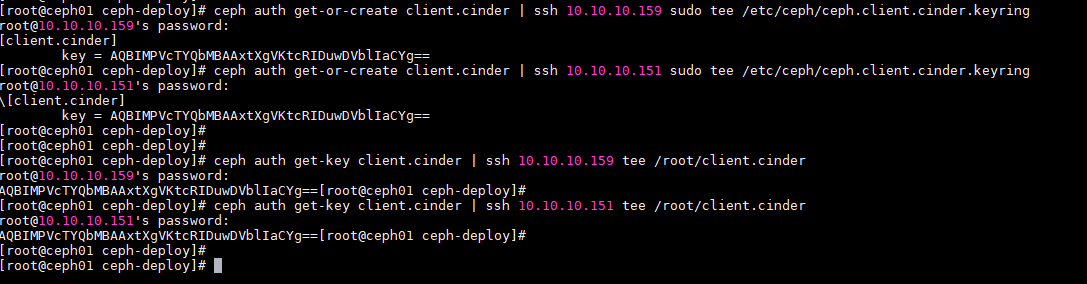 [root@ceph01 ceph-deploy]# ceph auth get-or-create client.cinder | ssh 10.10.10.159 sudo tee /etc/ceph/ceph.client.cinder.keyring
root@10.10.10.159's password:
[client.cinder]
        key = AQBIMPVcTYQbMBAAxtXgVKtcRIDuwDVblIaCYg==
[root@ceph01 ceph-deploy]# ceph auth get-or-create client.cinder | ssh 10.10.10.151 sudo tee /etc/ceph/ceph.client.cinder.keyring
root@10.10.10.151's password:
\[client.cinder]
        key = AQBIMPVcTYQbMBAAxtXgVKtcRIDuwDVblIaCYg==
[root@ceph01 ceph-deploy]#
[root@ceph01 ceph-deploy]#
[root@ceph01 ceph-deploy]# ceph auth get-key client.cinder | ssh 10.10.10.159 tee /root/client.cinder
root@10.10.10.159's password:
AQBIMPVcTYQbMBAAxtXgVKtcRIDuwDVblIaCYg==[root@ceph01 ceph-deploy]#
[root@ceph01 ceph-deploy]# ceph auth get-key client.cinder | ssh 10.10.10.151 tee /root/client.cinder
root@10.10.10.151's password:
AQBIMPVcTYQbMBAAxtXgVKtcRIDuwDVblIaCYg==[root@ceph01 ceph-deploy]#
[root@ceph01 ceph-deploy]#
[root@ceph01 ceph-deploy]#